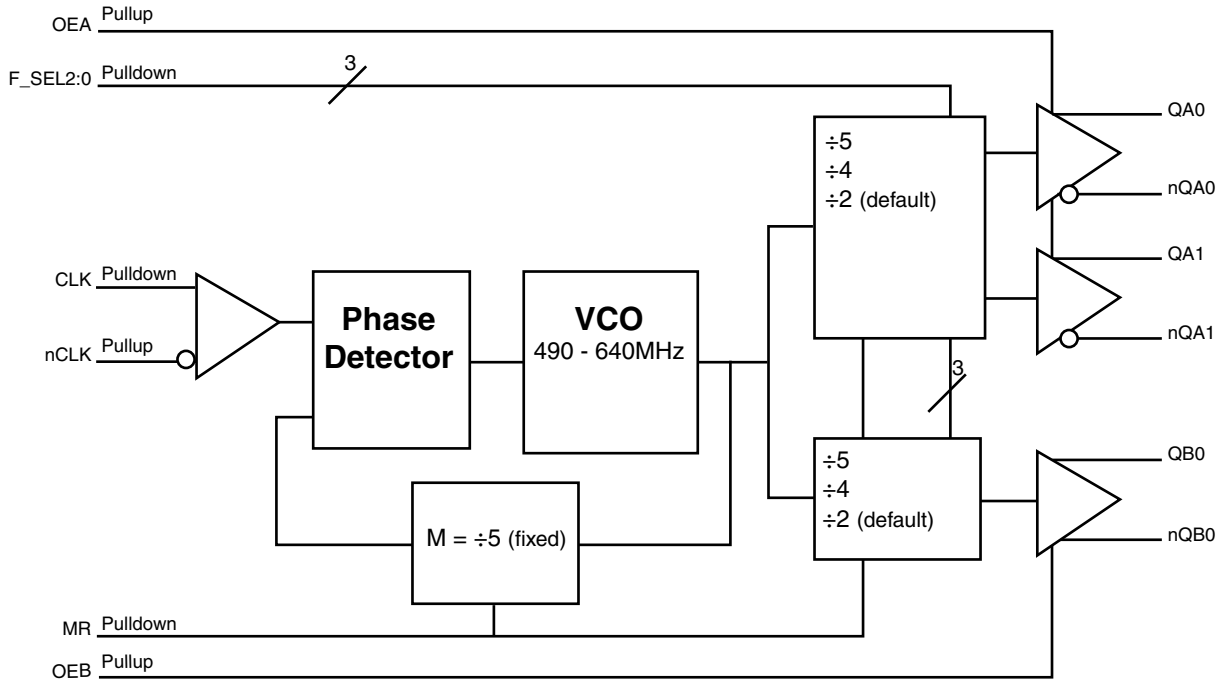 OEA Pullup
F_SEL2:0 Pulldown
3
QA0
÷5
÷4
÷2 (default)
nQA0
QA1
nQA1
CLK Pulldown
nCLK Pullup
Phase
Detector
VCO
490 - 640MHz
3
÷5
÷4
÷2 (default)
QB0
nQB0
M = ÷5 (fixed)
MR Pulldown
OEB Pullup